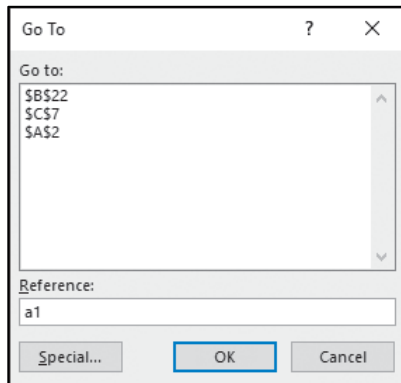 Go To ? ×
Go to:
$B$22
$C$7
$A$2
Reference:
a1
Special... OK Cancel